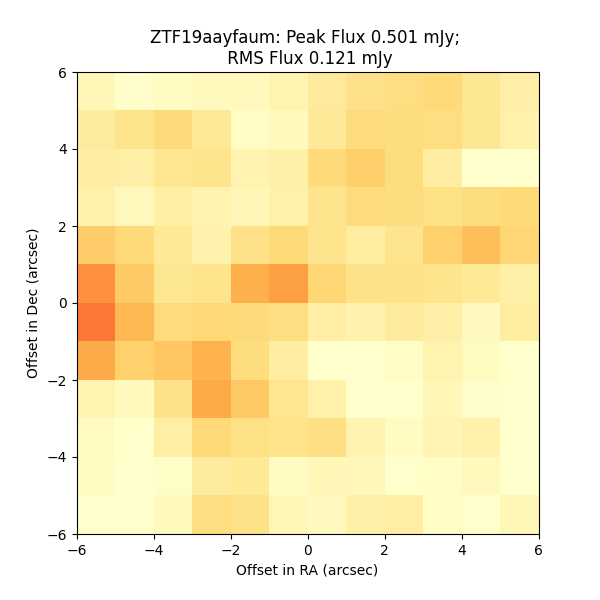 ZTF19aayfaum: Peak Flux 0.501 mJy;
RMS Flux 0.121 mJy
6
4
2
0
−2
−4
−6
Offset in Dec (arcsec)
−6 −4 −2 0 2 4 6
Offset in RA (arcsec)